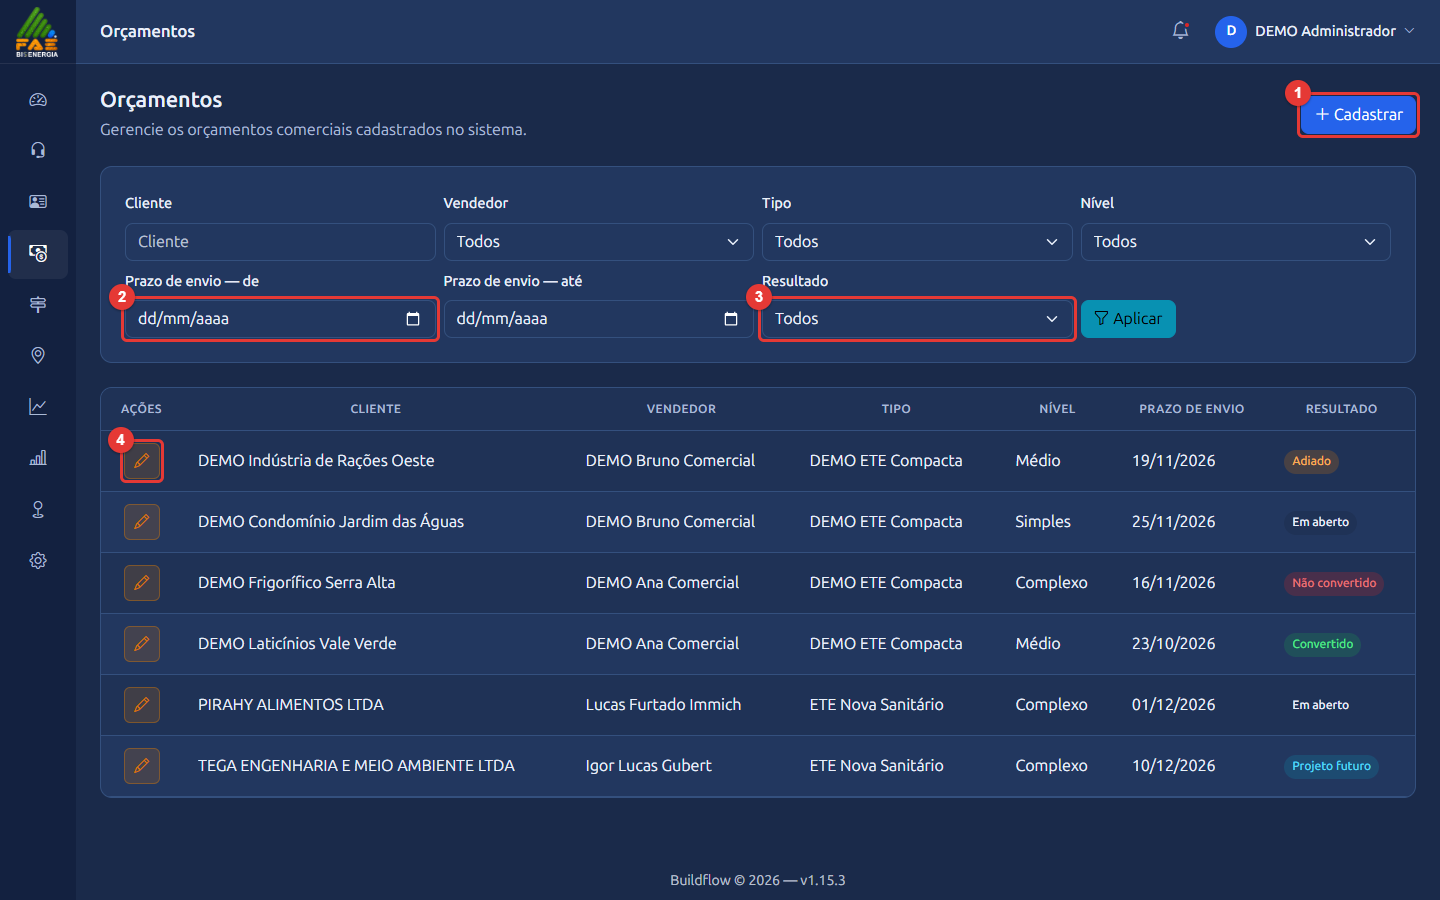 FAE
BIOENERGIA
Orçamentos
D
DEMO Administrador
Orçamentos
Gerencie os orçamentos comerciais cadastrados no sistema.
1
+ Cadastrar
Cliente
Vendedor
Tipo
Nível
Cliente
Todos
Todos
Todos
Prazo de envio — de
Prazo de envio — até
Resultado
2
dd/mm/aaaa
dd/mm/aaaa
3
Todos
Aplicar
AÇÕES CLIENTE VENDEDOR TIPO NÍVEL PRAZO DE ENVIO RESULTADO
4
DEMO Indústria de Rações Oeste DEMO Bruno Comercial DEMO ETE Compacta Médio 19/11/2026 Adiado
DEMO Condomínio Jardim das Águas DEMO Bruno Comercial DEMO ETE Compacta Simples 25/11/2026 Em aberto
DEMO Frigorífico Serra Alta DEMO Ana Comercial DEMO ETE Compacta Complexo 16/11/2026 Não convertido
DEMO Laticínios Vale Verde DEMO Ana Comercial DEMO ETE Compacta Médio 23/10/2026 Convertido
PIRAHY ALIMENTOS LTDA Lucas Furtado Immich ETE Nova Sanitário Complexo 01/12/2026 Em aberto
TEGA ENGENHARIA E MEIO AMBIENTE LTDA Igor Lucas Gubert ETE Nova Sanitário Complexo 10/12/2026 Projeto futuro
Buildflow © 2026 — v1.15.3